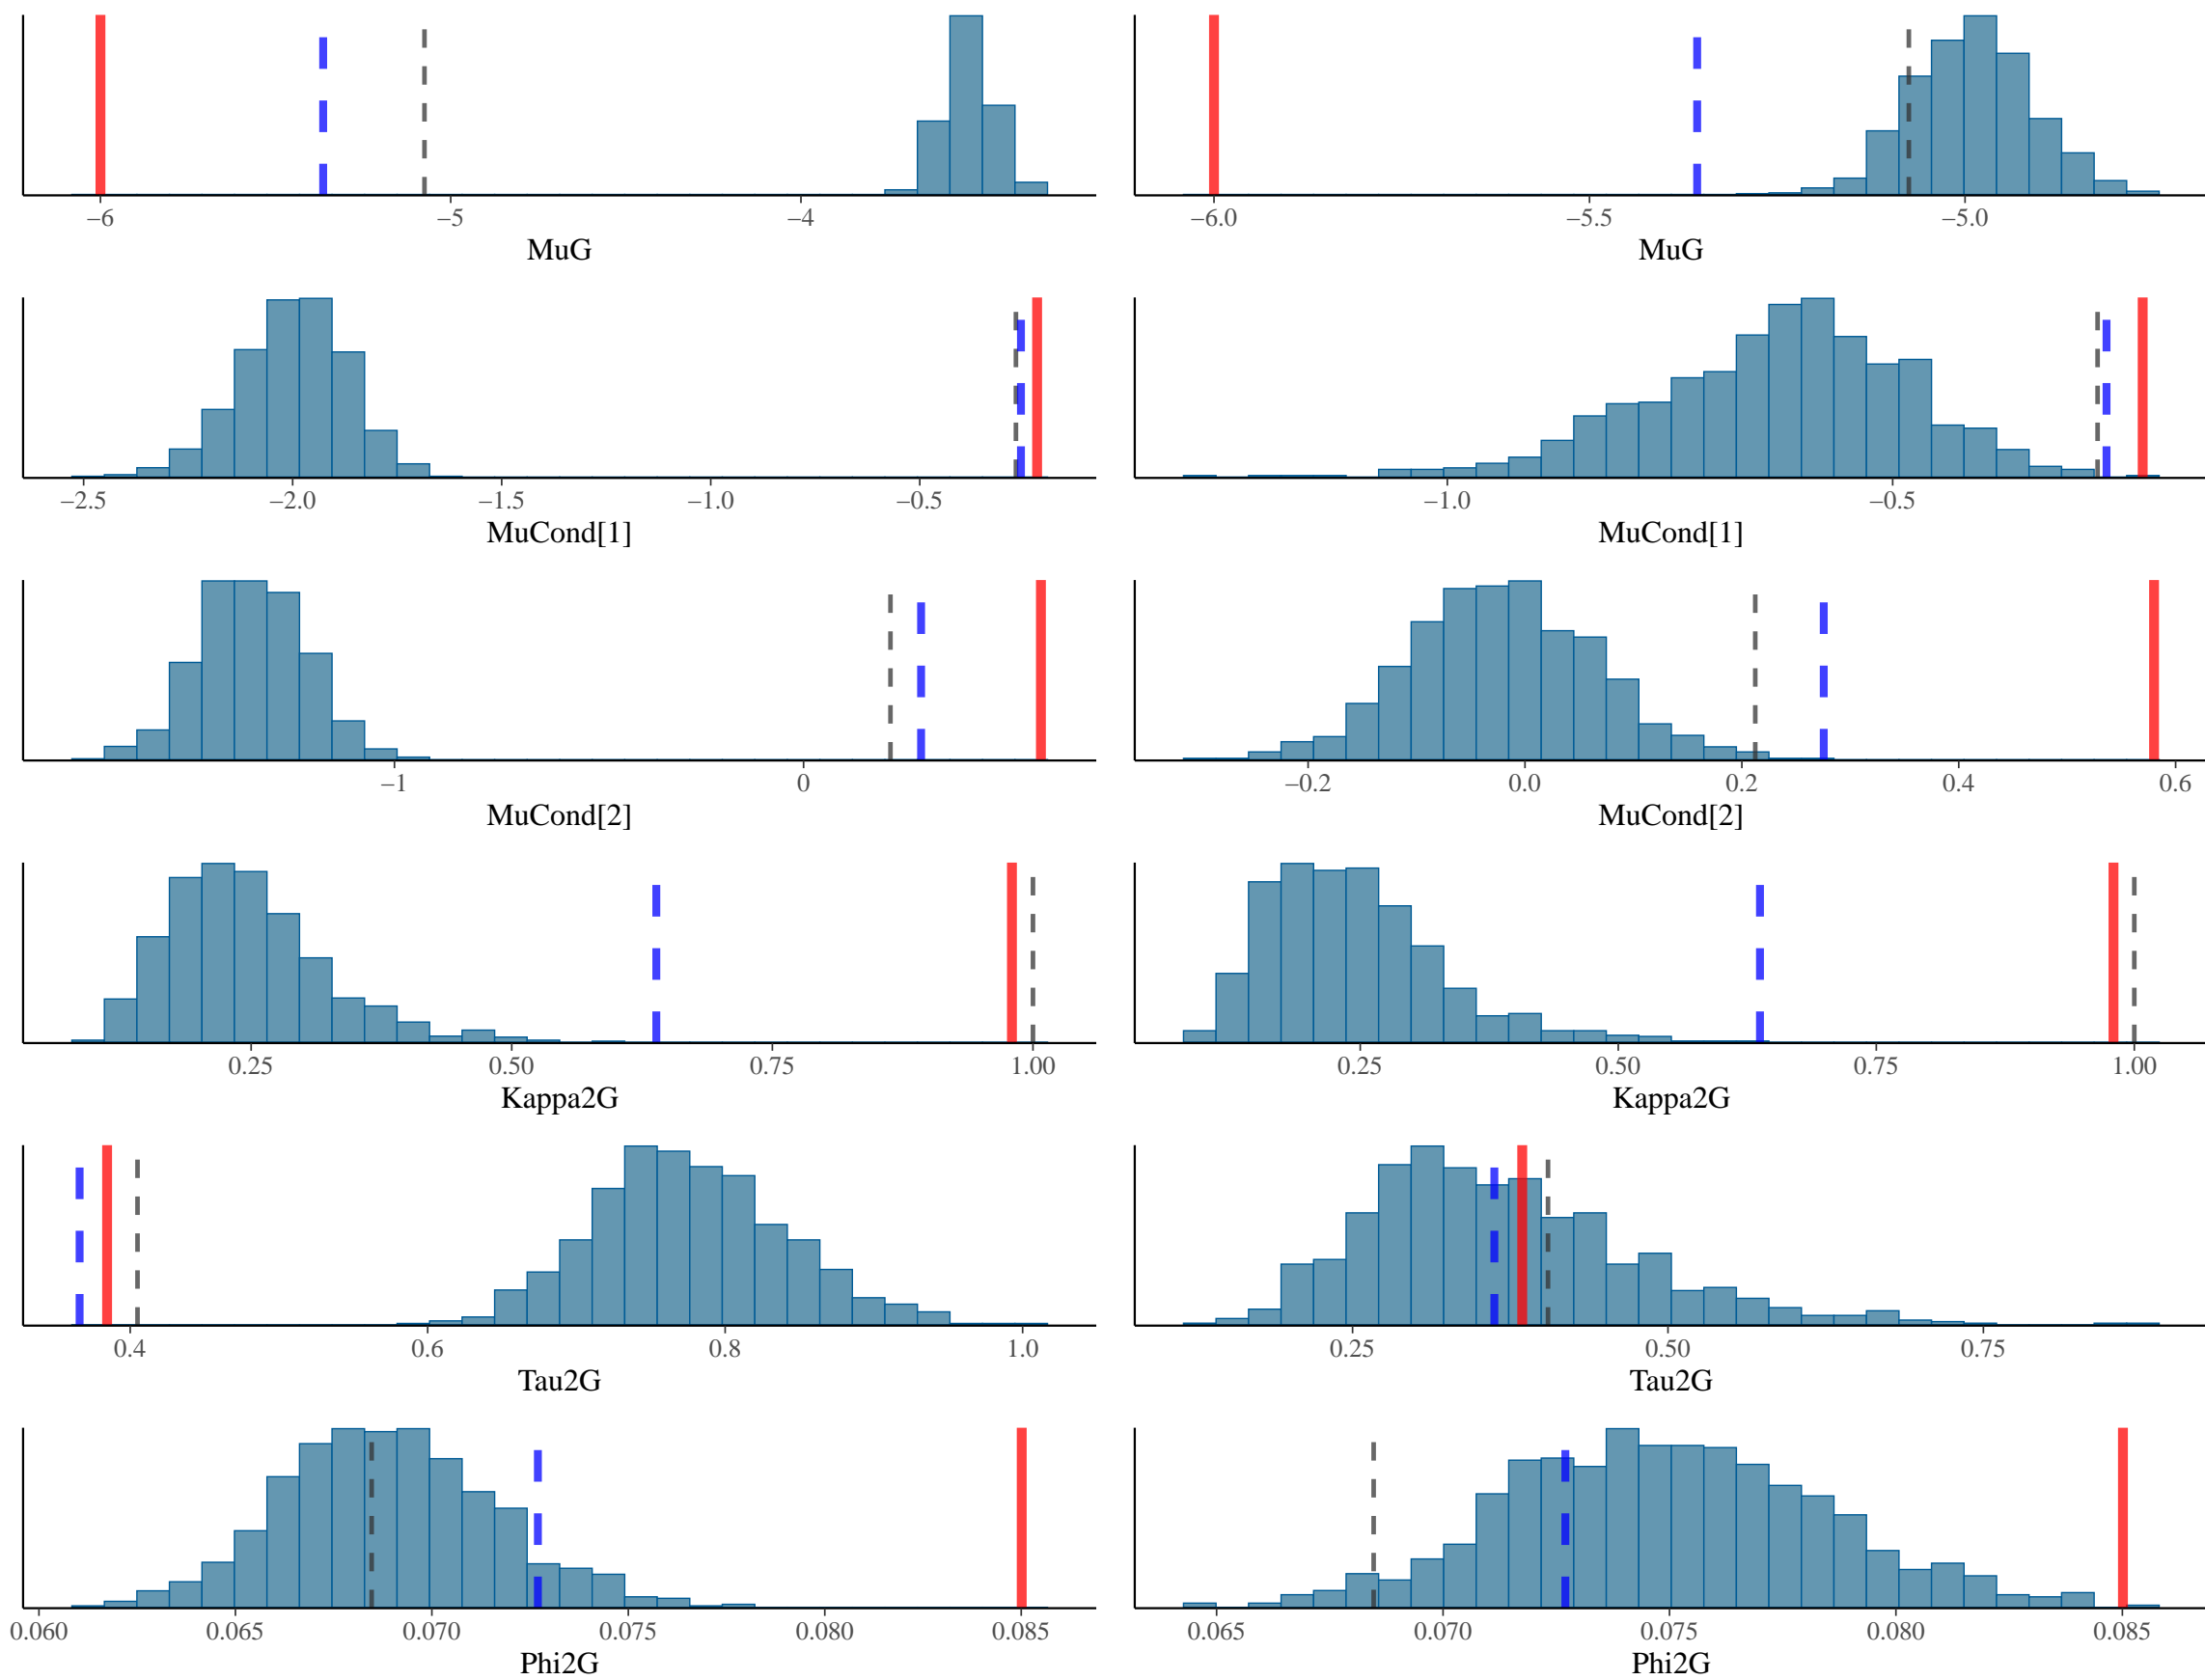 –6 –5 –4
MuG
–6.0 –5.5 –5.0
MuG
–2.5 –2.0 –1.5 –1.0 –0.5
MuCond[1]
–1.0 –0.5
MuCond[1]
–1 0
MuCond[2]
–0.2 0.0 0.2 0.4 0.6
MuCond[2]
0.25 0.50 0.75 1.00
Kappa2G
0.25 0.50 0.75 1.00
Kappa2G
0.4 0.6 0.8 1.0
Tau2G
0.25 0.50 0.75
Tau2G
0.060 0.065 0.070 0.075 0.080 0.085
Phi2G
0.065 0.070 0.075 0.080 0.085
Phi2G